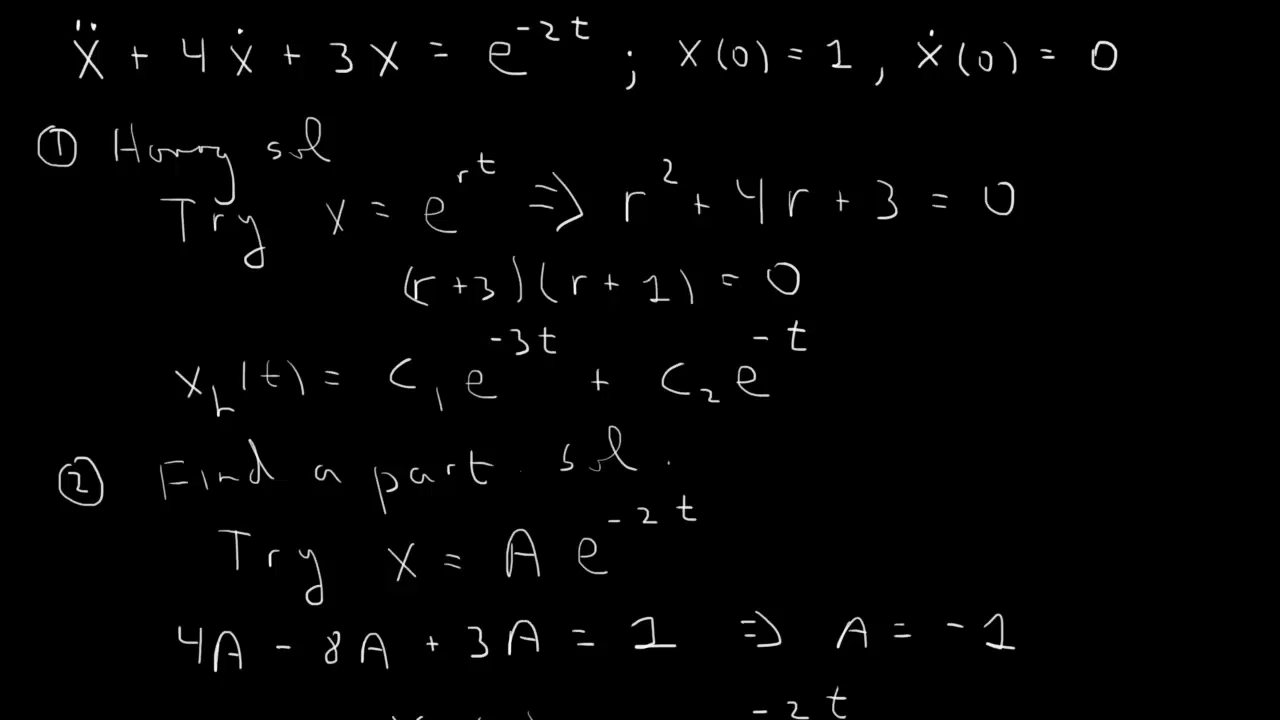 ẍ + 4ẋ + 3x = e^{-2t} ; x(0) = 1, ẋ(0) = 0
① Homog sol
Try x = e^{rt} ⇒ r² + 4r + 3 = 0
(r+3)(r+1) = 0
x_h(t) = c₁e^{-3t} + c₂e^{-t}
② Find a part. sol.
Try x = Ae^{-2t}
4A - 8A + 3A = 1 ⇒ A = -1
-2t